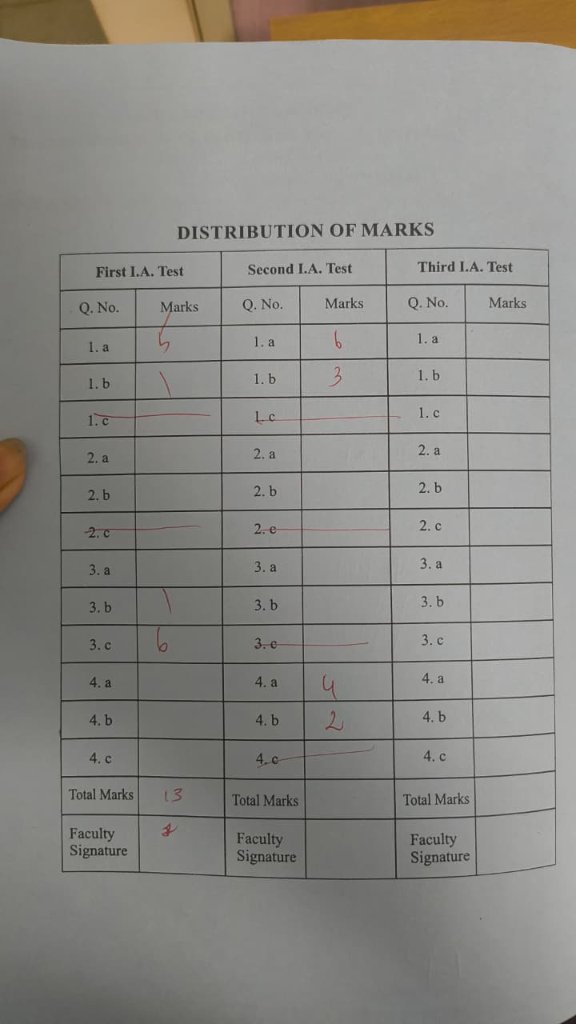 DISTRIBUTION OF MARKS
First I.A. Test Second I.A. Test Third I.A. Test
Q. No. Marks Q. No. Marks Q. No. Marks
1. a 5 1. a 6 1. a
1. b 1 1. b 3 1. b
1. c 1. c 1. c
2. a 2. a 2. a
2. b 2. b 2. b
2. c 2. c 2. c
3. a 3. a 3. a
3. b 1 3. b 3. b
3. c 6 3. c 3. c
4. a 4. a 4 4. a
4. b 4. b 2 4. b
4. c 4. c 4. c
Total Marks 13 Total Marks Total Marks
Faculty Faculty Faculty
Signature Signature Signature